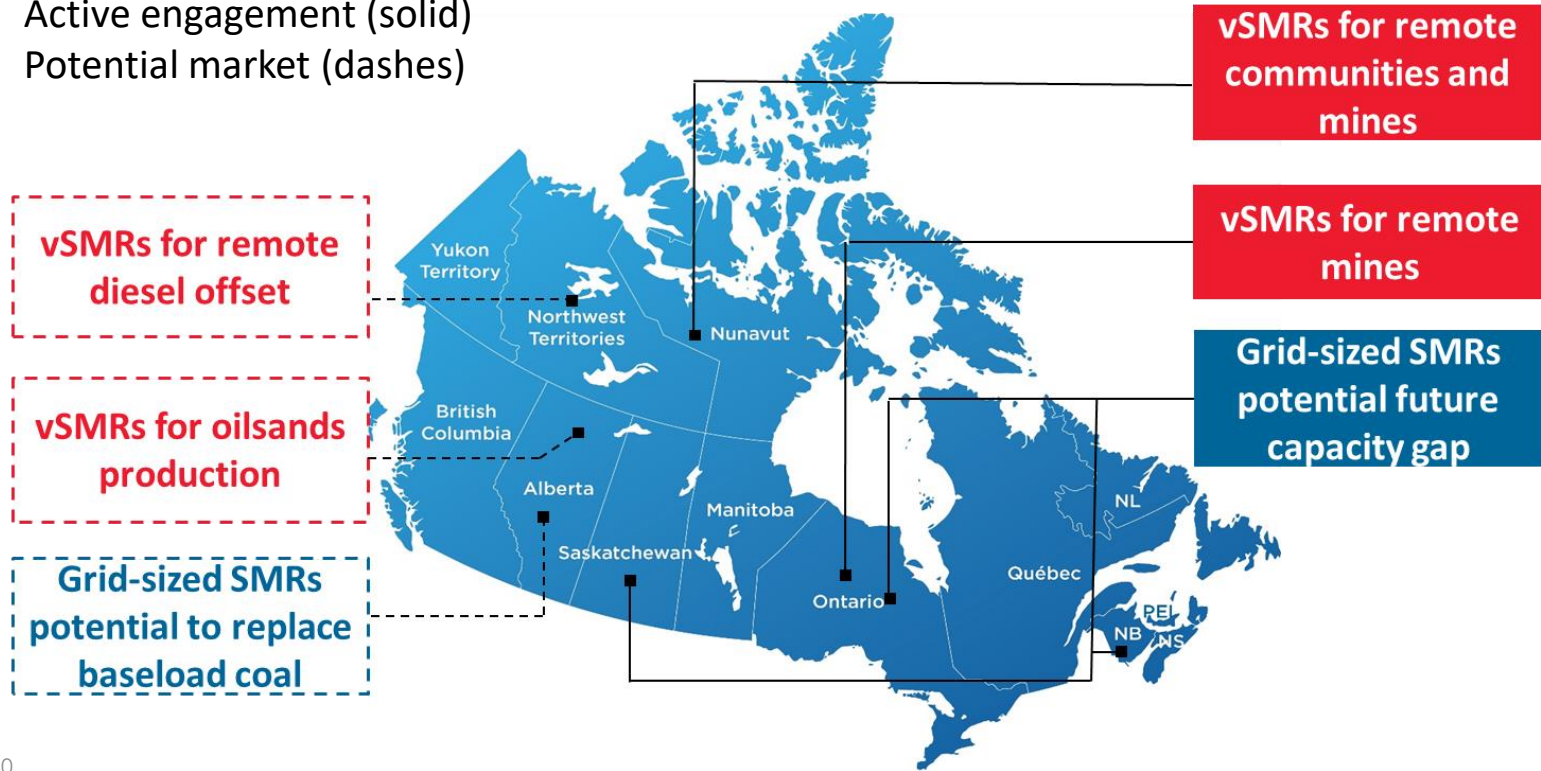 Active engagement (solid)
Potential market (dashes)
vSMRs for remote
communities and
mines
vSMRs for remote
diesel offset
vSMRs for remote
mines
vSMRs for oilsands
production
Grid-sized SMRs
potential future
capacity gap
Grid-sized SMRs
potential to replace
baseload coal
Yukon
Territory
Northwest
Territories
Nunavut
British
Columbia
Alberta
Saskatchewan
Manitoba
Ontario
Québec
NL
PEI
NB
NS
0